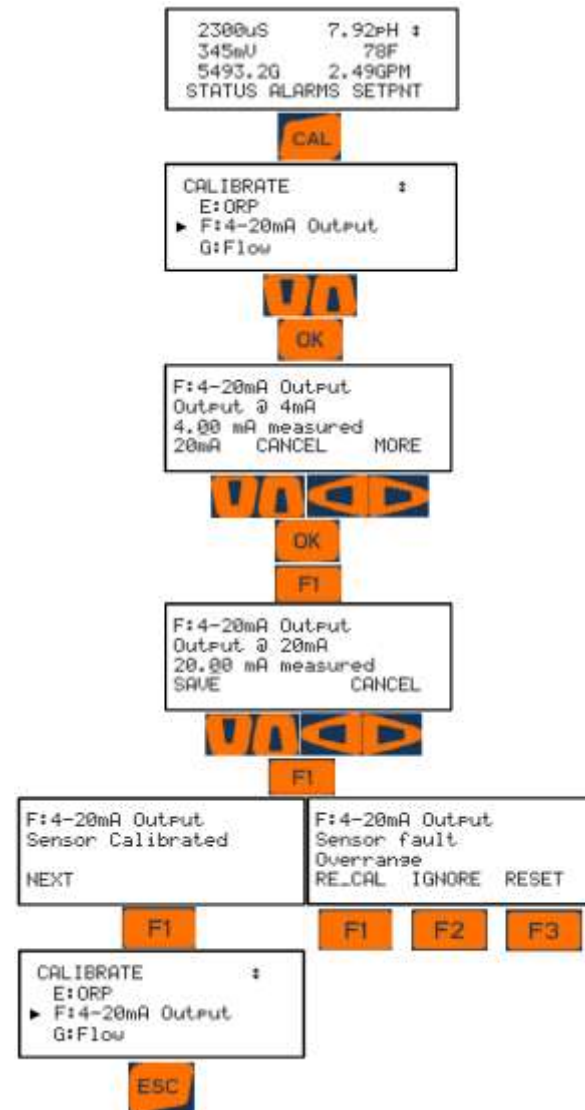 2300uS 7.92pH ↕
345mV 78F
5493.2G 2.49GPM
STATUS ALARMS SETPNT
CAL
CALIBRATE ↕
E:ORP
▶ F:4-20mA Output
G:Flow
OK
F:4-20mA Output
Output @ 4mA
4.00 mA measured
20mA CANCEL MORE
OK
F1
F:4-20mA Output
Output @ 20mA
20.00 mA measured
SAVE CANCEL
F1
F:4-20mA Output
Sensor Calibrated
NEXT
F1
F:4-20mA Output
Sensor fault
Overrange
RE_CAL IGNORE RESET
F1 F2 F3
CALIBRATE ↕
E:ORP
▶ F:4-20mA Output
G:Flow
ESC